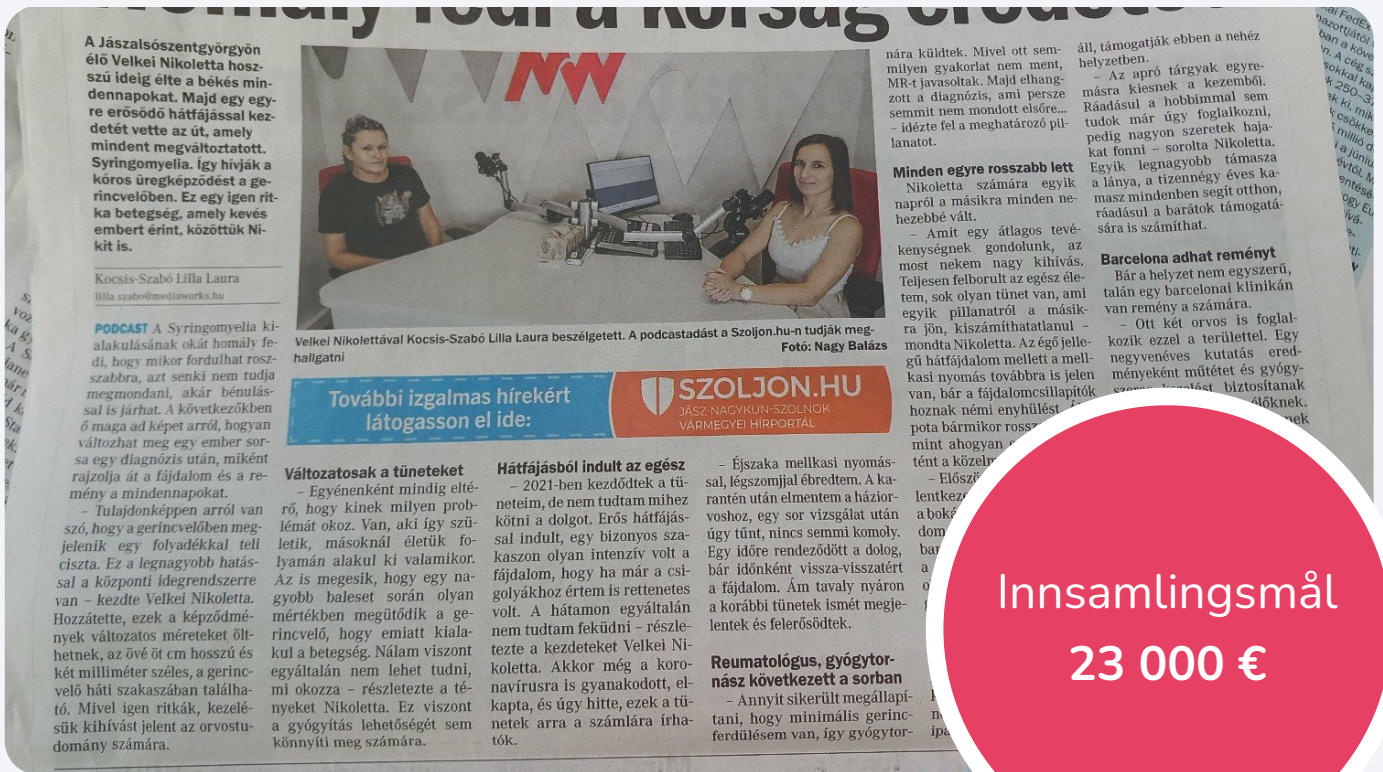 födi a kórság
A Jászalsószentgyörgyön
élő Velkei Nikoletta hosz-
szú ideig élte a békés min-
dennapokat. Majd egy egy-
re erősödő hátfájással kez-
detét vette az út, amely
mindent megváltoztatott.
Syringomyelia. Így hívják a
kóros üregképződést a ge-
rincvelőben. Ez egy igen rit-
ka betegség, amely kevés
embert érint, közöttük Ni-
kit is.
Kocsis-Szabó Lilla Laura
lilla.szabo@mediaworks.hu
PODCAST A Syringomyelia ki-
alakulásának okát homály fe-
di, hogy mikor fordulhat rosz-
szabbra, azt senki nem tudja
megmondani, akár bénulás-
sal is járhat. A következőkben
ő maga ad képet arról, hogyan
változhat meg egy ember sor-
sa egy diagnózis után, miként
rajzolja át a fájdalom és a re-
mény a mindennapokat.
– Tulajdonképpen arról van
szó, hogy a gerincvelőben meg-
jelenik egy folyadékkal teli
ciszta. Ez a legnagyobb hatás-
sal a központi idegrendszerre
van – kezdte Velkei Nikoletta.
Hozzátette, ezek a képződmé-
nyek változatos méreteket ölt-
hetnek, az övé öt cm hosszú és
két milliméter széles, a gerinc-
velő háti szakaszában találha-
tó. Mivel igen ritkák, kezelé-
sük kihívást jelent az orvostu-
domány számára.
Velkei Nikolettával Kocsis-Szabó Lilla Laura beszélgetett. A podcastadást a Szoljon.hu-n tudják meg-
hallgatni
Fotó: Nagy Balázs
További izgalmas hírekért
látogasson el ide:
SZOLJON.HU
JÁSZ-NAGYKUN-SZOLNOK
VÁRMEGYEI HÍRPORTÁL
Változatosak a tüneteket
– Egyénenként mindig elté-
rő, hogy kinek milyen prob-
lémát okoz. Van, aki így szü-
letik, másoknál életük fo-
lyamán alakul ki valamikor.
Az is megesik, hogy egy na-
gyobb baleset során olyan
mértékben megütődik a ge-
rincvelő, hogy emiatt kiala-
kul a betegség. Nálam viszont
egyáltalán nem lehet tudni,
mi okozza – részletezte a té-
nyeket Nikoletta. Ez viszont
a gyógyítás lehetőségét sem
könnyíti meg számára.
Hátfájásból indult az egész
– 2021-ben kezdődtek a tü-
neteim, de nem tudtam mihez
kötni a dolgot. Erős hátfájás-
sal indult, egy bizonyos sza-
kaszon olyan intenzív volt a
fájdalom, hogy ha már a csi-
golyákhoz értem is rettenetes
volt. A hátamon egyáltalán
nem tudtam feküdni – részle-
tezte a kezdeteket Velkei Ni-
koletta. Akkor még a koro-
navírusra is gyanakodott, el-
kapta, és úgy hitte, ezek a tü-
netek arra a számlára írha-
tók.
– Éjszaka mellkasi nyomás-
sal, légszomjjal ébredtem. A ka-
rantén után elmentem a házior-
voshoz, egy sor vizsgálat után
úgy tűnt, nincs semmi komoly.
Egy időre rendeződött a dolog,
bár időnként vissza-visszatért
a fájdalom. Ám tavaly nyáron
a korábbi tünetek ismét megje-
lentek és felerősödtek.
Reumatológus, gyógytor-
nász következett a sorban
– Annyit sikerült megállapí-
tani, hogy minimális gerinc-
ferdülésem van, így gyógytor-
nára küldtek. Mivel ott sem-
milyen gyakorlat nem ment,
MR-t javasoltak. Majd elhang-
zott a diagnózis, ami persze
semmit nem mondott elsőre...
– idézte fel a meghatározó pil-
lanatot.
Minden egyre rosszabb lett
Nikoletta számára egyik
napról a másikra minden ne-
hezebbé vált.
– Amit egy átlagos tevé-
kenységnek gondolunk, az
most nekem nagy kihívás.
Teljesen felborult az egész éle-
tem, sok olyan tünet van, ami
egyik pillanatról a másik-
ra jön, kiszámíthatatlanul –
mondta Nikoletta. Az égő jelle-
gű hátfájdalom mellett a mell-
kasi nyomás továbbra is jelen
van, bár a fájdalomcsillapítók
hoznak némi enyhülést,
pota bármikor
mint ahogyan
tént a
áll, támogatják ebben a nehéz
helyzetben.
– Az apró tárgyak egyre-
másra kiesnek a kezemből.
Ráadásul a hobbimmal sem
tudok már úgy foglalkozni,
pedig nagyon szeretek haja-
kat fonni – sorolta Nikoletta.
Egyik legnagyobb támasza
a lánya, a tizennégy éves ka-
masz mindenben segít otthon,
ráadásul a barátok támogatá-
sára is számíthat.
Barcelona adhat reményt
Bár a helyzet nem egyszerű,
talán egy barcelonai klinikán
van remény a számára.
– Ott két orvos is foglal-
kozik ezzel a területtel. Egy
negyvenéves kutatás ered-
ményeként műtétet és gyógy-
biztosítanak
Innsamlingsmål
23 000 €